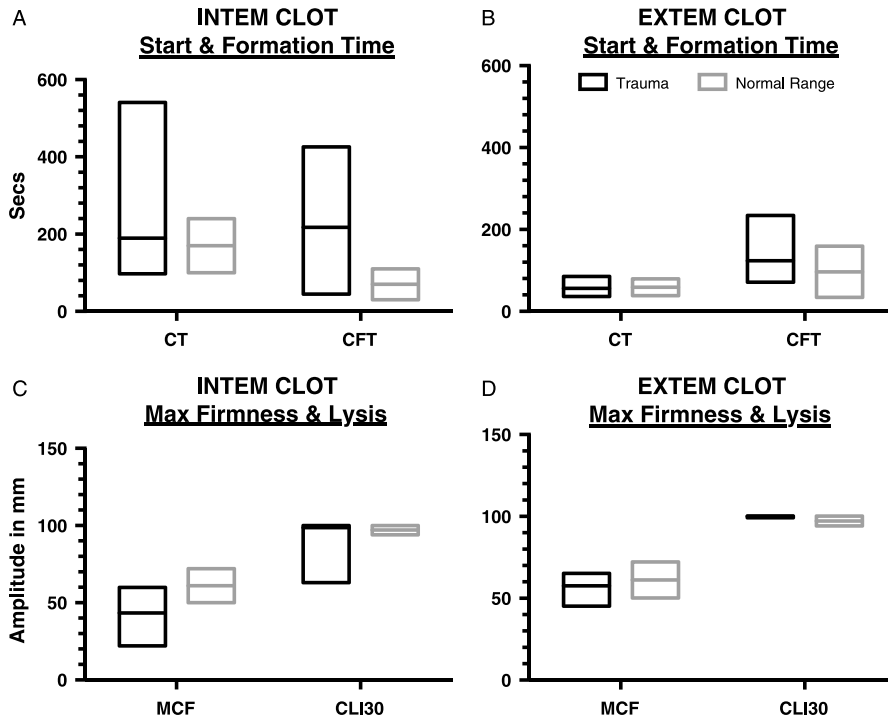 A
INTEM CLOT
Start & Formation Time
600
400
200
0
Secs
CT
CFT
B
EXTEM CLOT
Start & Formation Time
600
400
200
0
Trauma
Normal Range
CT
CFT
C
INTEM CLOT
Max Firmness & Lysis
150
100
50
0
Amplitude in mm
MCF
CLI30
D
EXTEM CLOT
Max Firmness & Lysis
150
100
50
0
MCF
CLI30